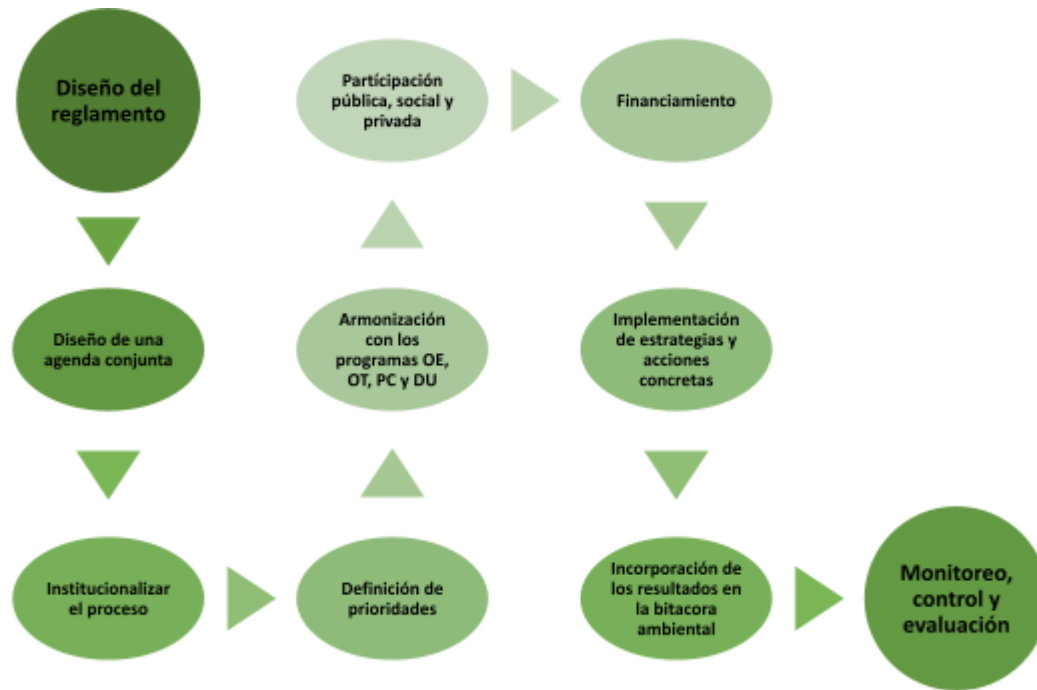 Diseño del
reglamento
Diseño de una
agenda conjunta
Institucionalizar
el proceso
Definición de
prioridades
Armonización
con los
programas OE,
OT, PC y DU
Partícipación
pública, social y
privada
Financiamiento
Implementación
de estrategias y
acciones
concretas
Incorporación de
los resultados en
la bitacora
ambiental
Monitoreo,
control y
evaluación